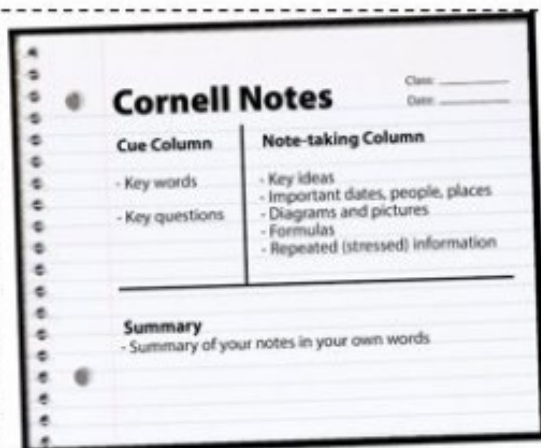 Cornell Notes
Class:
Date:
Cue Column
- Key words
- Key questions
Note-taking Column
- Key ideas
- Important dates, people, places
- Diagrams and pictures
- Formulas
- Repeated (stressed) information
Summary
- Summary of your notes in your own words